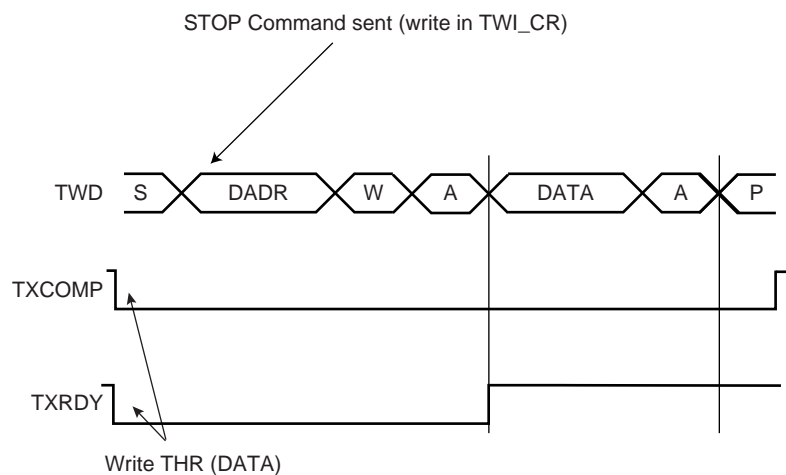 STOP Command sent (write in TWI_CR)
TWD S DADR W A DATA A P
TXCOMP
TXRDY
Write THR (DATA)